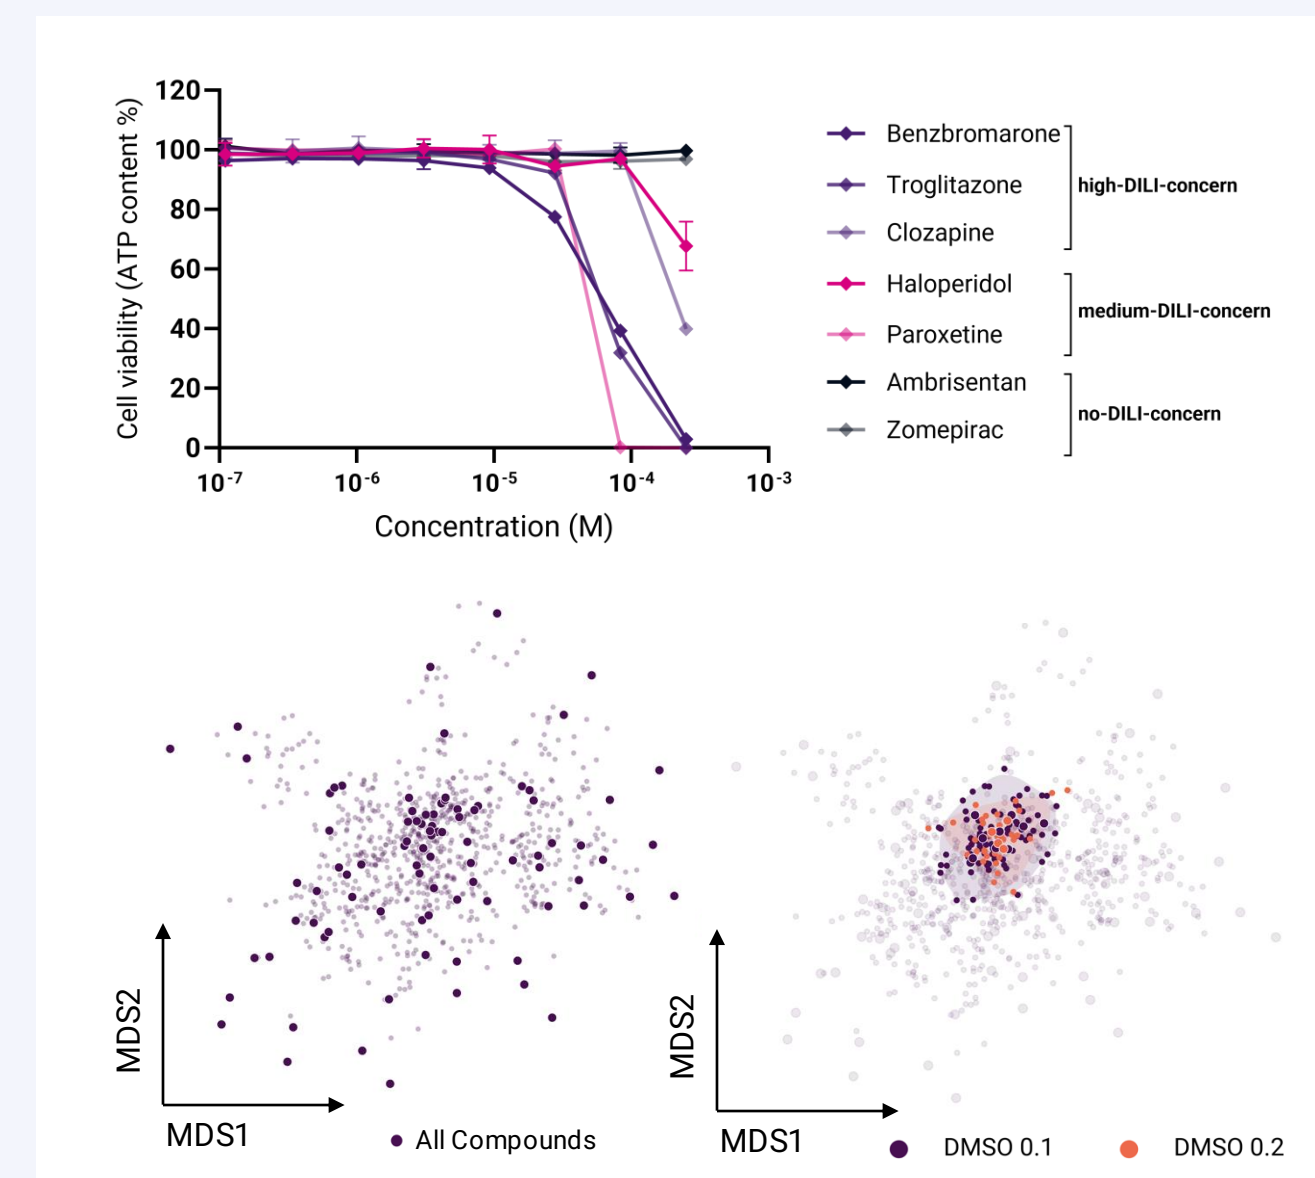 120
100
80
60
40
20
0
Cell viability (ATP content %)
10-7
10-6
10-5
10-4
10-3
Concentration (M)
Benzbromarone
Troglitazone
Clozapine
high-DILI-concern
Haloperidol
Paroxetine
medium-DILI-concern
Ambrisentan
Zomepirac
no-DILI-concern
MDS2
MDS1
All Compounds
MDS2
MDS1
DMSO 0.1
DMSO 0.2